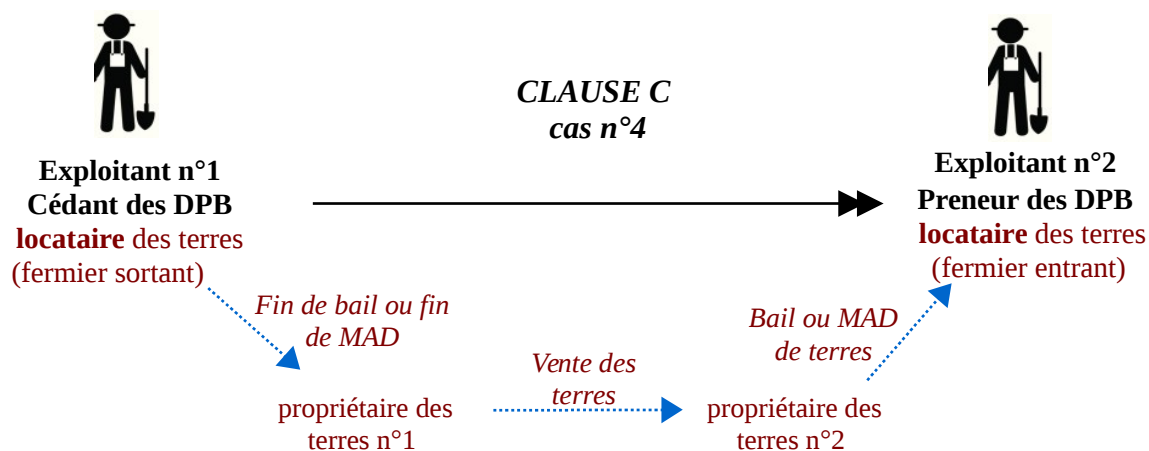 CLAUSE C
cas n°4
Exploitant n°1
Cédant des DPB
locataire des terres
(fermier sortant)
Exploitant n°2
Preneur des DPB
locataire des terres
(fermier entrant)
Fin de bail ou fin
de MAD
Vente des
terres
Bail ou MAD
de terres
propriétaire des
terres n°1
propriétaire des
terres n°2